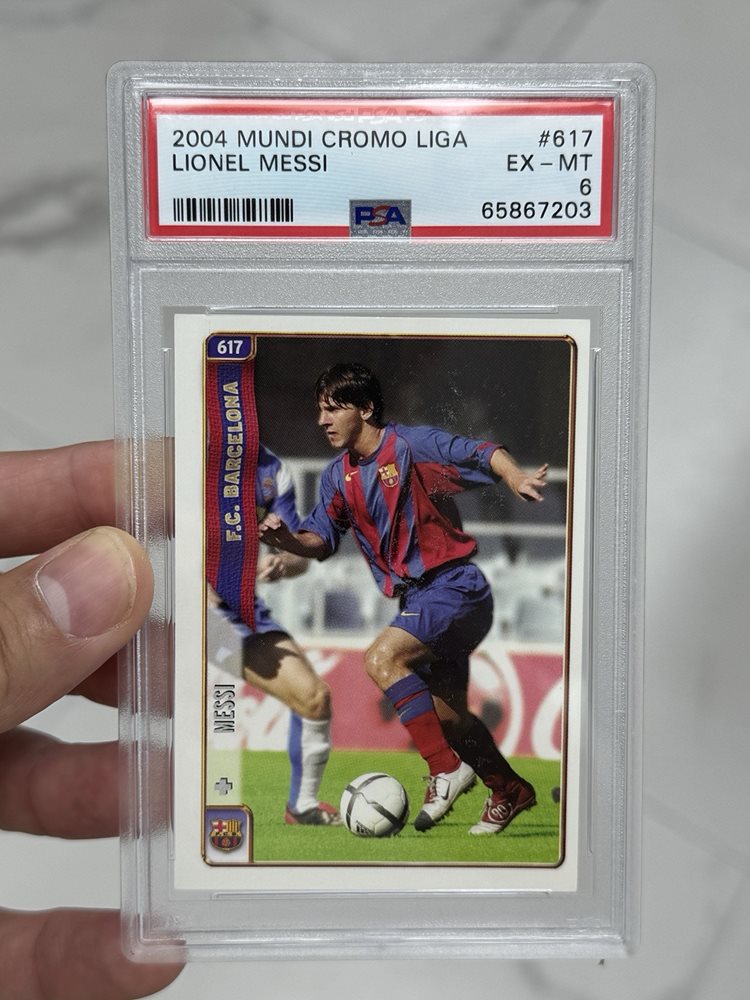 2004 MUNDI CROMO LIGA #617
LIONEL MESSI EX - MT
6
65867203
PSA
617
F.C. BARCELONA
MESSI